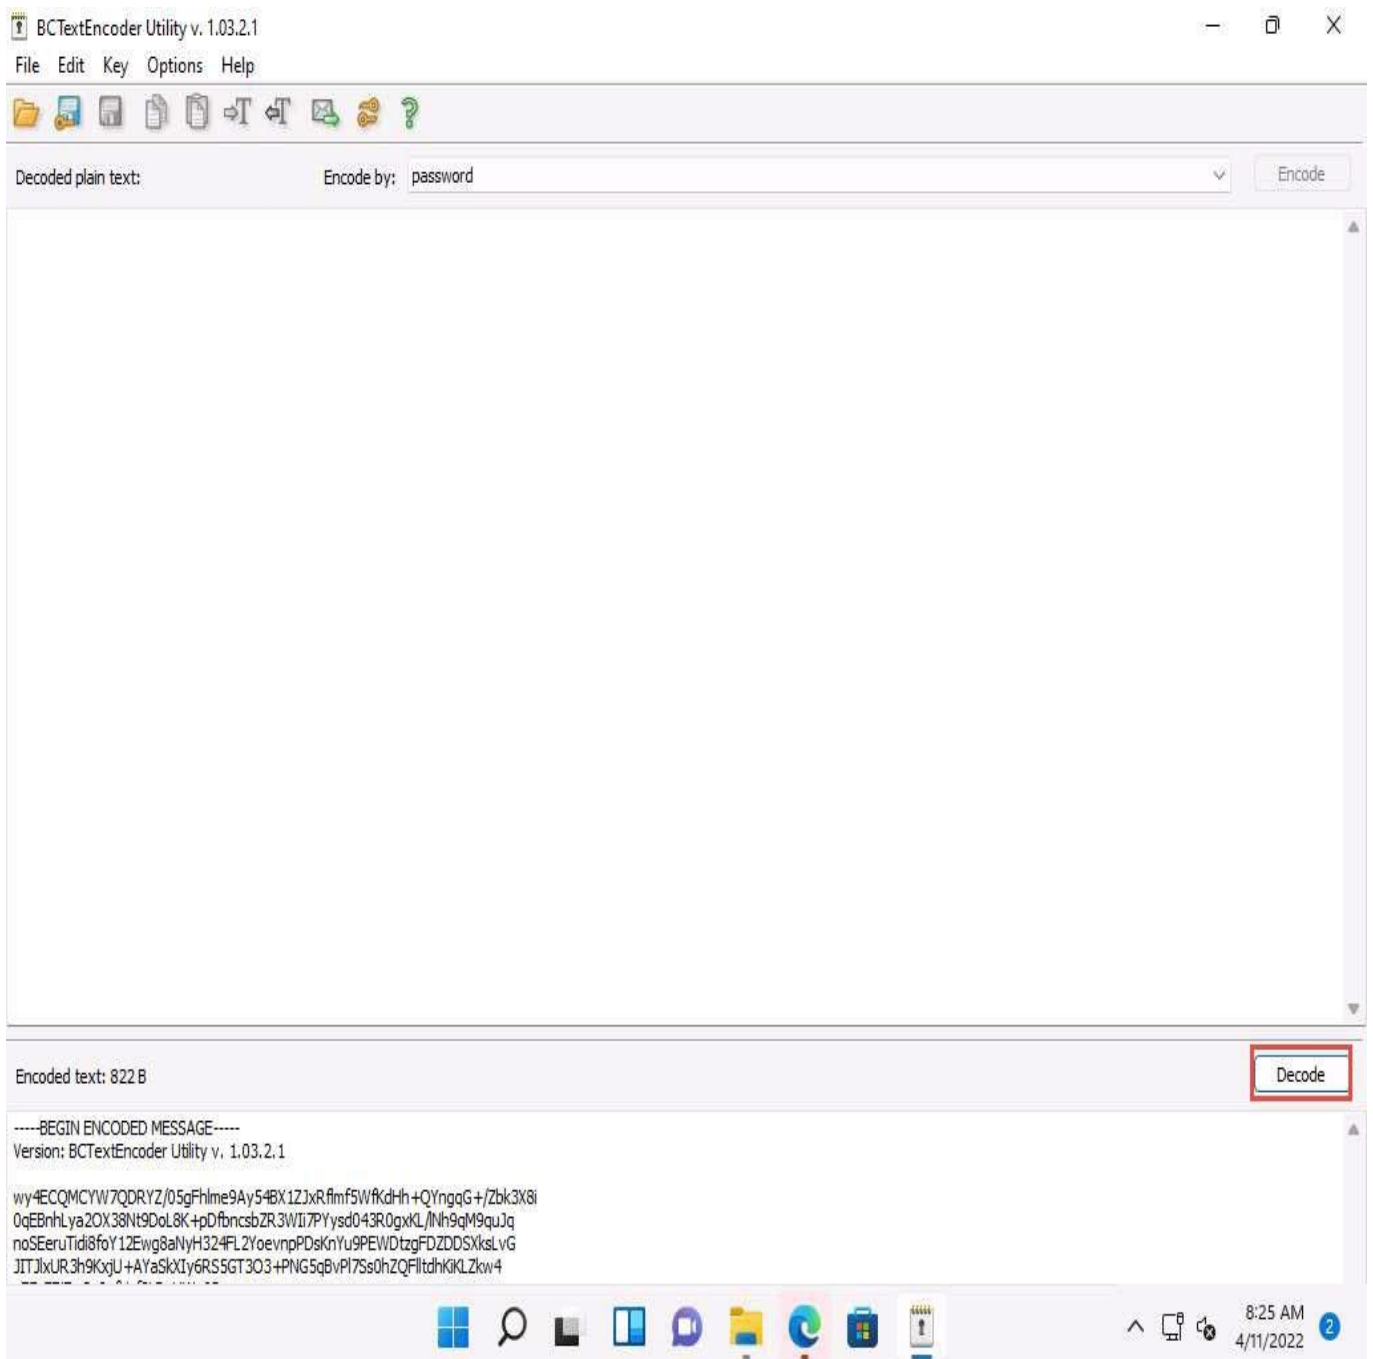 BCTextEncoder Utility v. 1.03.2.1
File Edit Key Options Help
Decoded plain text: Encode by: password Encode
Encoded text: 822 B Decode
-----BEGIN ENCODED MESSAGE-----
Version: BCTextEncoder Utility v. 1.03.2.1
wy4ECQMCYW7QDRYZ/05gFhlme9Ay54BX1ZJxRflmf5WfKdHh+QYngqG+/Zbk3X8i
0qEBnhLya2OX38Nt9DoL8K+pDfbncsbZR3WIi7PYysd043R0gxKL/lNh9qM9quJq
noSEeruTidi8foY12Ewg8aNyH324FL2YoevnpPDsKnYu9PEWDtzgFDZDDSXksLvG
JITJlxUR3h9KxjU+AYaSkXIy6RS5GT3O3+PNG5qBvPl7Ss0hZQFlltdhKiKLZkw4
8:25 AM
4/11/2022
2